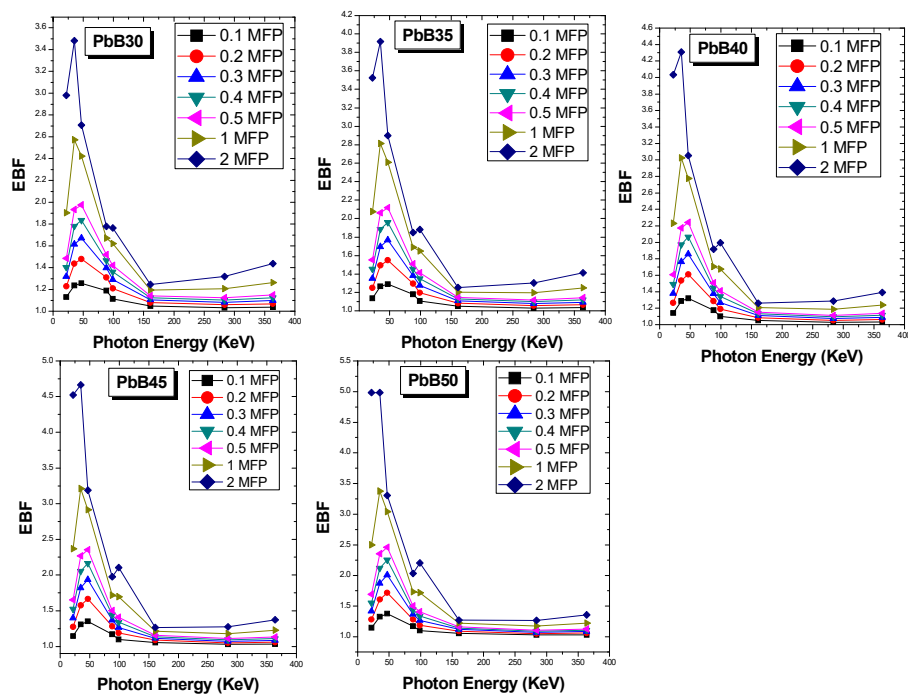 PbB30
0.1 MFP
0.2 MFP
0.3 MFP
0.4 MFP
0.5 MFP
1 MFP
2 MFP
3.8
3.6
3.4
3.2
3.0
2.8
2.6
2.4
2.2
2.0
1.8
1.6
1.4
1.2
1.0
EBF
0 50 100 150 200 250 300 350 400
Photon Energy (KeV)
PbB35
0.1 MFP
0.2 MFP
0.3 MFP
0.4 MFP
0.5 MFP
1 MFP
2 MFP
4.2
4.0
3.8
3.6
3.4
3.2
3.0
2.8
2.6
2.4
2.2
2.0
1.8
1.6
1.4
1.2
1.0
EBF
0 50 100 150 200 250 300 350 400
Photon Energy (KeV)
PbB40
0.1 MFP
0.2 MFP
0.3 MFP
0.4 MFP
0.5 MFP
1 MFP
2 MFP
4.6
4.4
4.2
4.0
3.8
3.6
3.4
3.2
3.0
2.8
2.6
2.4
2.2
2.0
1.8
1.6
1.4
1.2
1.0
EBF
0 50 100 150 200 250 300 350 400
Photon Energy (KeV)
PbB45
0.1 MFP
0.2 MFP
0.3 MFP
0.4 MFP
0.5 MFP
1 MFP
2 MFP
5.0
4.5
4.0
3.5
3.0
2.5
2.0
1.5
1.0
EBF
0 50 100 150 200 250 300 350 400
Photon Energy (KeV)
PbB50
0.1 MFP
0.2 MFP
0.3 MFP
0.4 MFP
0.5 MFP
1 MFP
2 MFP
5.5
5.0
4.5
4.0
3.5
3.0
2.5
2.0
1.5
1.0
EBF
0 50 100 150 200 250 300 350 400
Photon Energy (KeV)